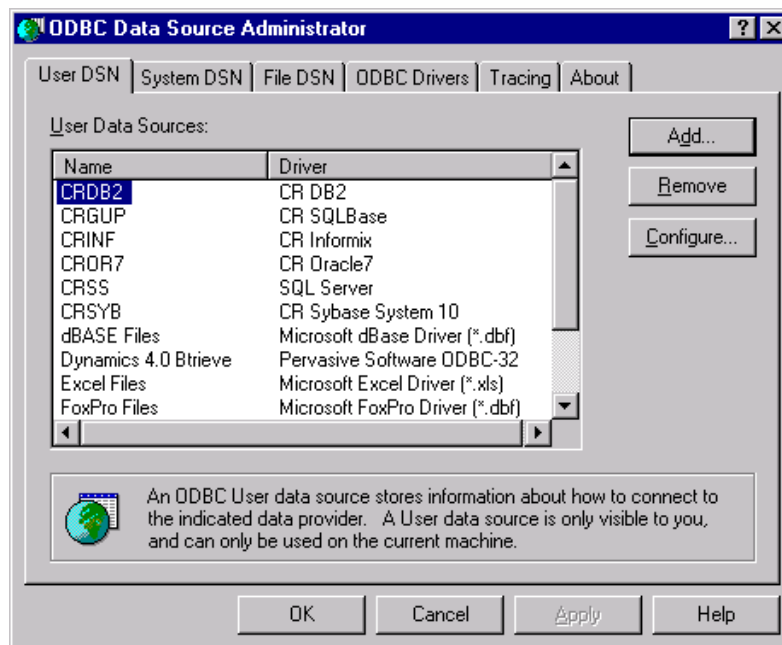 ODBC Data Source Administrator
User DSN System DSN File DSN ODBC Drivers Tracing About
User Data Sources:
Name Driver
CRDB2 CR DB2
CRGUP CR SQLBase
CRINF CR Informix
CROR7 CR Oracle7
CRSS SQL Server
CRSYB CR Sybase System 10
dBASE Files Microsoft dBase Driver (*.dbf)
Dynamics 4.0 Btrieve Pervasive Software ODBC-32
Excel Files Microsoft Excel Driver (*.xls)
FoxPro Files Microsoft FoxPro Driver (*.dbf)
Add...
Remove
Configure...
An ODBC User data source stores information about how to connect to
the indicated data provider. A User data source is only visible to you,
and can only be used on the current machine.
OK Cancel Apply Help